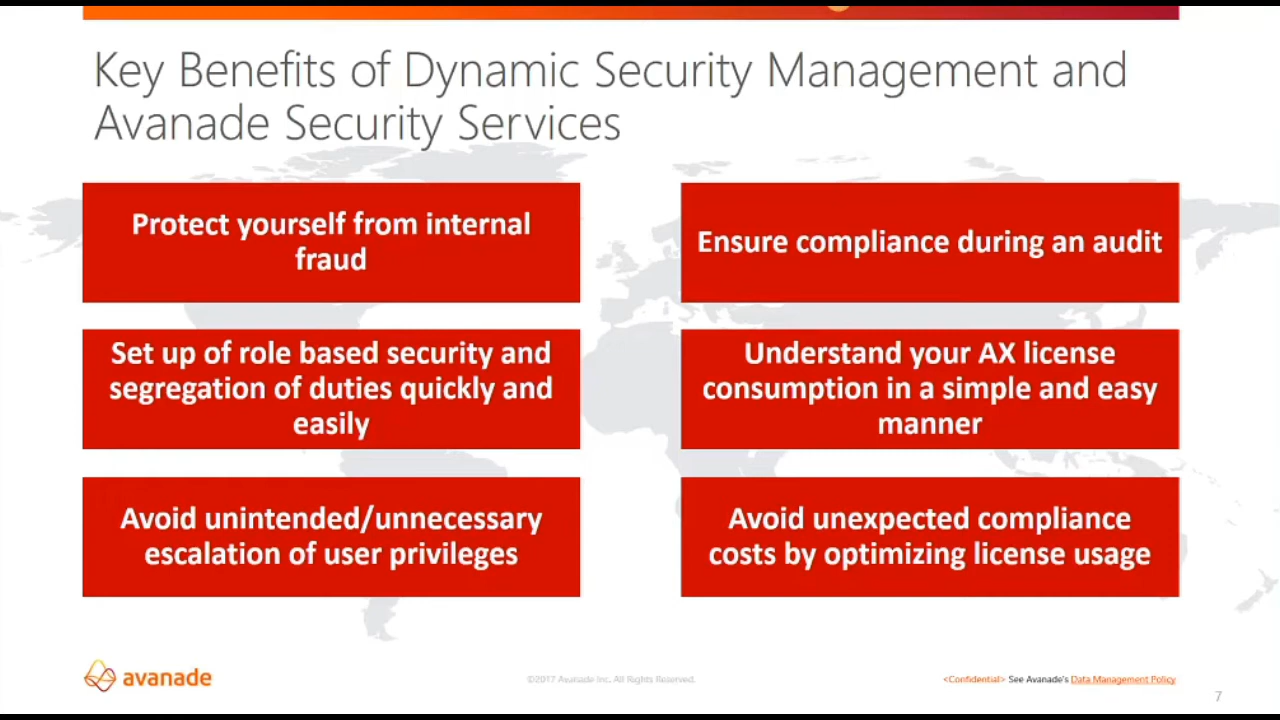 Key Benefits of Dynamic Security Management and
Avanade Security Services
Protect yourself from internal
fraud
Ensure compliance during an audit
Set up of role based security and
segregation of duties quickly and
easily
Understand your AX license
consumption in a simple and easy
manner
Avoid unintended/unnecessary
escalation of user privileges
Avoid unexpected compliance
costs by optimizing license usage
avanade
©2017 Avanade Inc. All Rights Reserved.
<Confidential> See Avanade's Data Management Policy
7